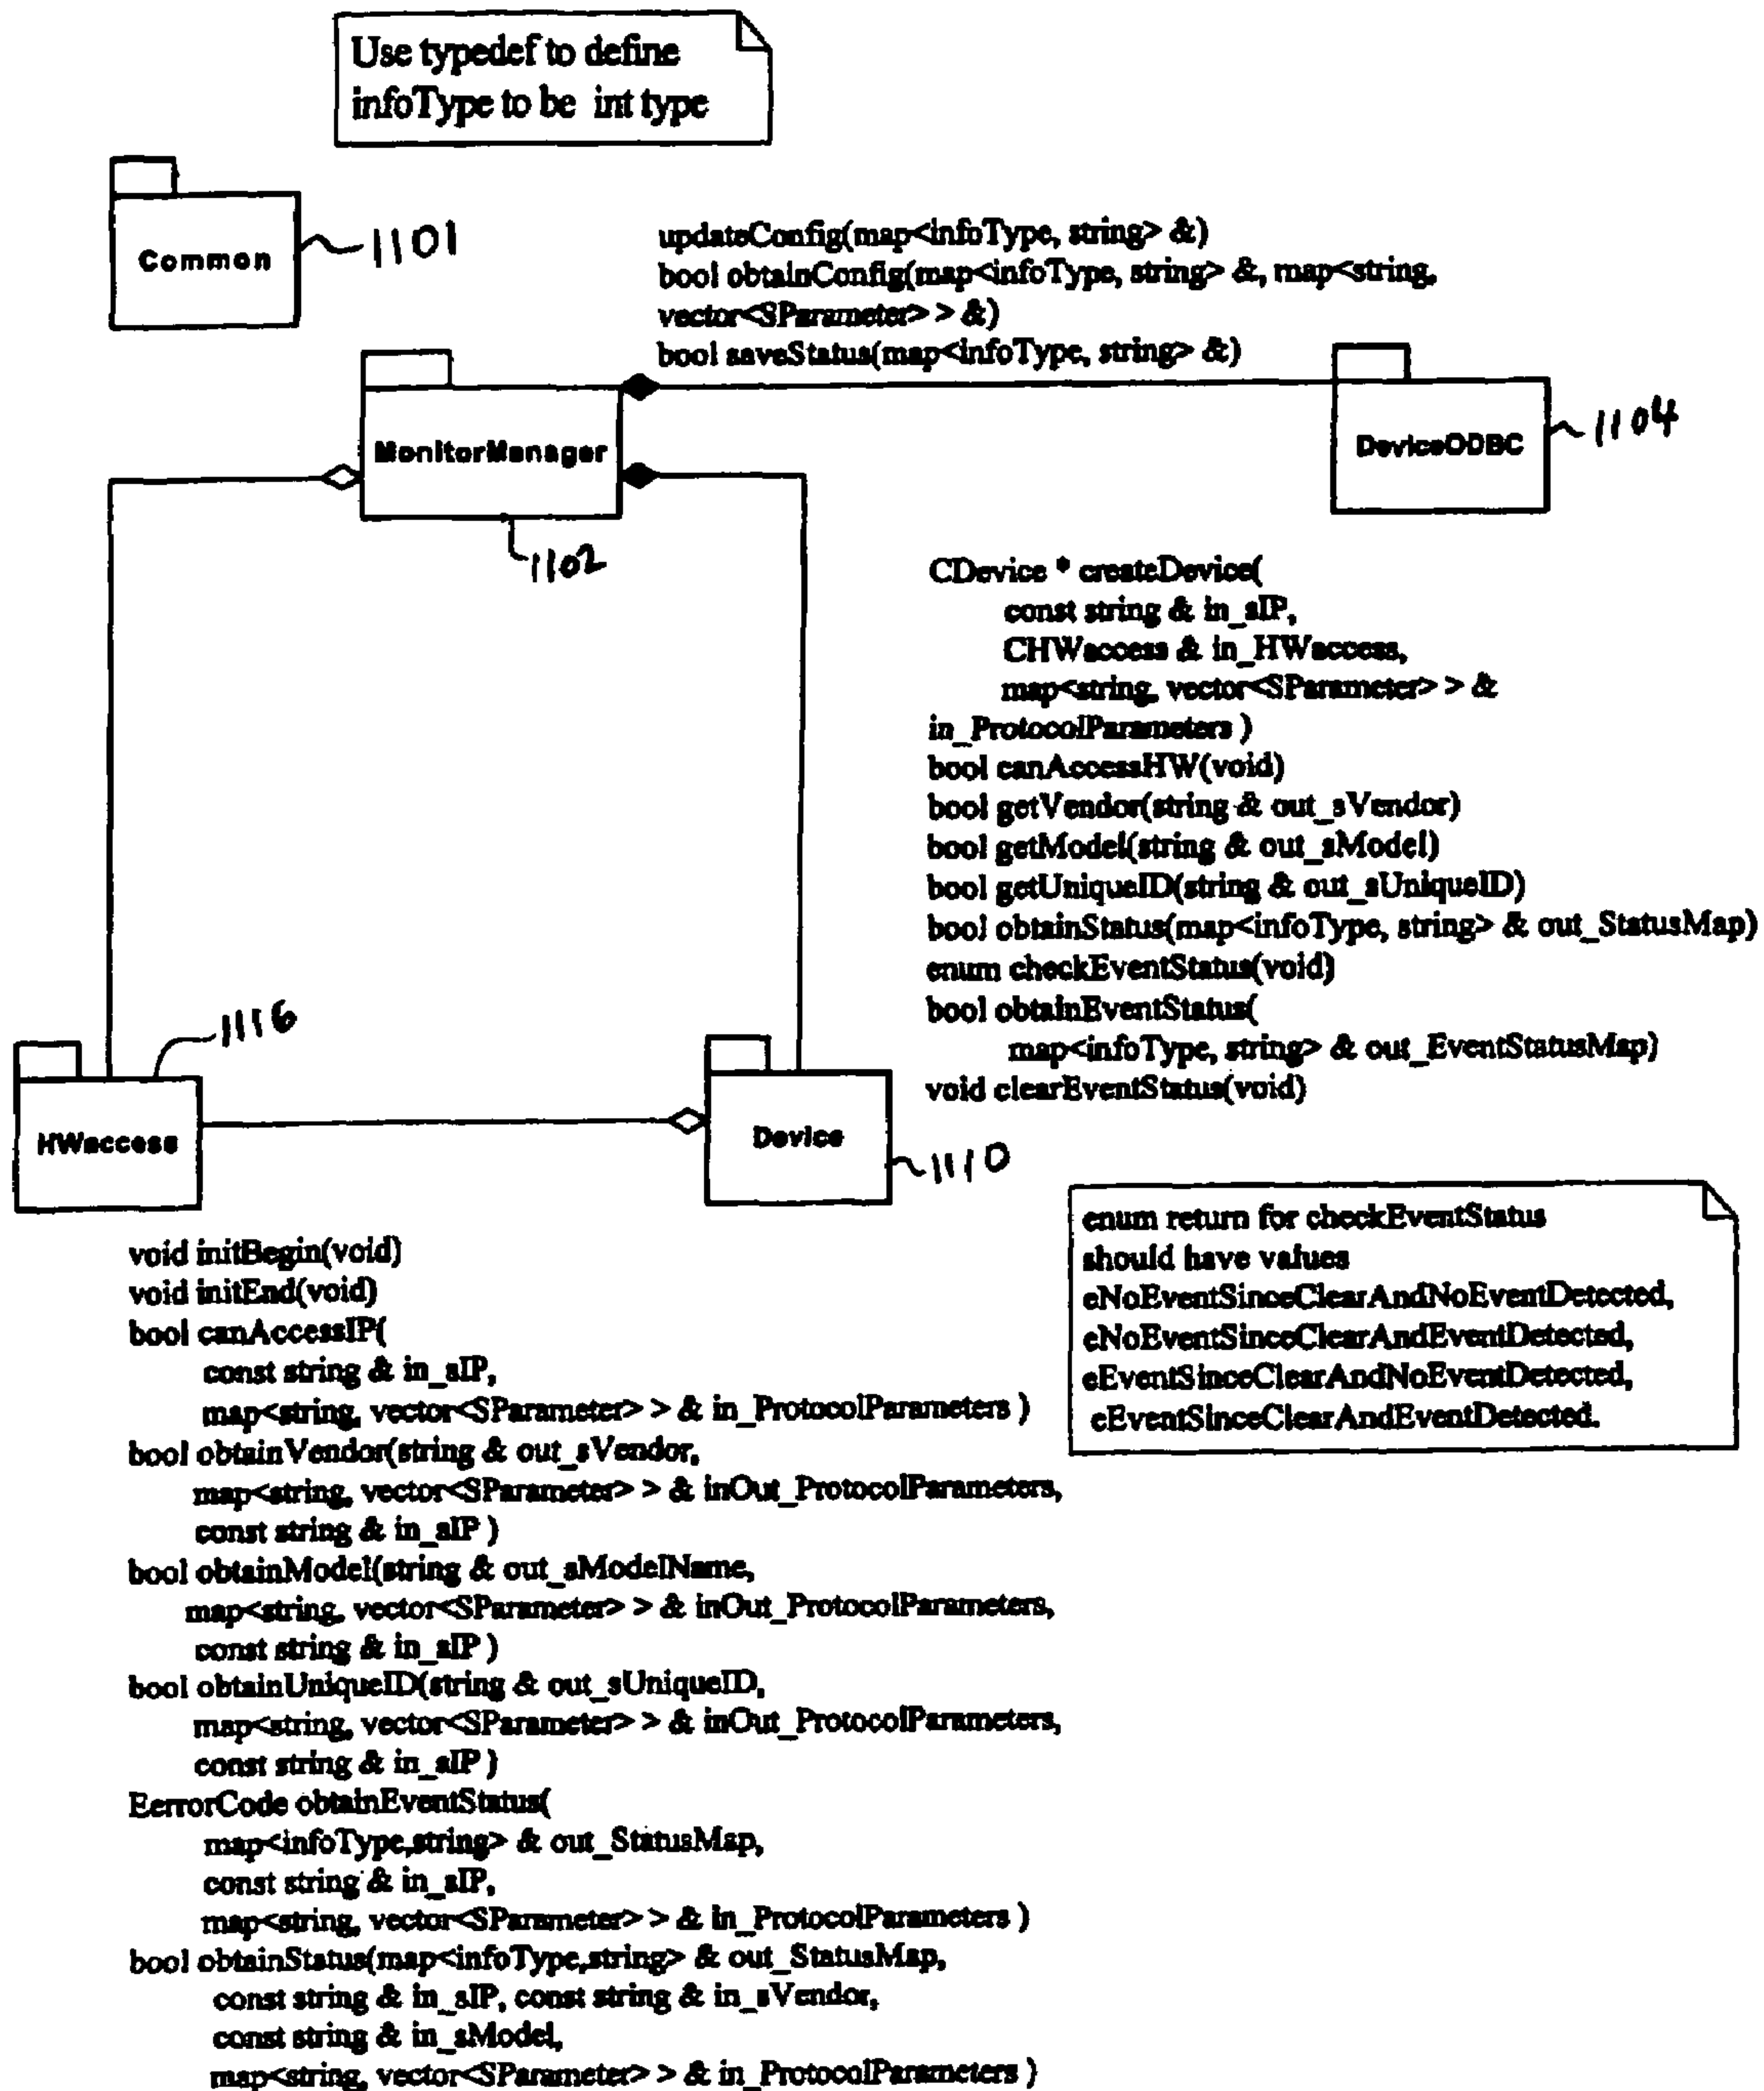 Use typedef to define
infoType to be int type
Common
1101
updateConfig(map<infoType, string> &)
bool obtainConfig(map<infoType, string> &, map<string,
vector<SParameter> > &)
bool saveStatus(map<infoType, string> &)
MonitorManager
1102
DeviceODBC
1104
CDevice * createDevice(
const string & in_sIP,
CHWaccess & in_HWaccess,
map<string, vector<SParameter> > &
in_ProtocolParameters )
bool canAccessHW(void)
bool getVendor(string & out_sVendor)
bool getModel(string & out_sModel)
bool getUniqueID(string & out_sUniqueID)
bool obtainStatus(map<infoType, string> & out_StatusMap)
enum checkEventStatus(void)
bool obtainEventStatus(
map<infoType, string> & out_EventStatusMap)
void clearEventStatus(void)
1116
HWaccess
Device
1110
enum return for checkEventStatus
should have values
eNoEventSinceClearAndNoEventDetected,
eNoEventSinceClearAndEventDetected,
eEventSinceClearAndNoEventDetected,
eEventSinceClearAndEventDetected.
void initBegin(void)
void initEnd(void)
bool canAccessIP(
const string & in_sIP,
map<string, vector<SParameter> > & in_ProtocolParameters )
bool obtainVendor(string & out_sVendor,
map<string, vector<SParameter> > & inOut_ProtocolParameters,
const string & in_sIP )
bool obtainModel(string & out_sModelName,
map<string, vector<SParameter> > & inOut_ProtocolParameters,
const string & in_sIP )
bool obtainUniqueID(string & out_sUniqueID,
map<string, vector<SParameter> > & inOut_ProtocolParameters,
const string & in_sIP )
EerrorCode obtainEventStatus(
map<infoType,string> & out_StatusMap,
const string & in_sIP,
map<string, vector<SParameter> > & in_ProtocolParameters )
bool obtainStatus(map<infoType,string> & out_StatusMap,
const string & in_sIP, const string & in_sVendor,
const string & in_sModel,
map<string, vector<SParameter> > & in_ProtocolParameters )